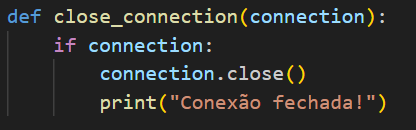 def close_connection(connection):
    if connection:
        connection.close()
        print("Conexão fechada!")